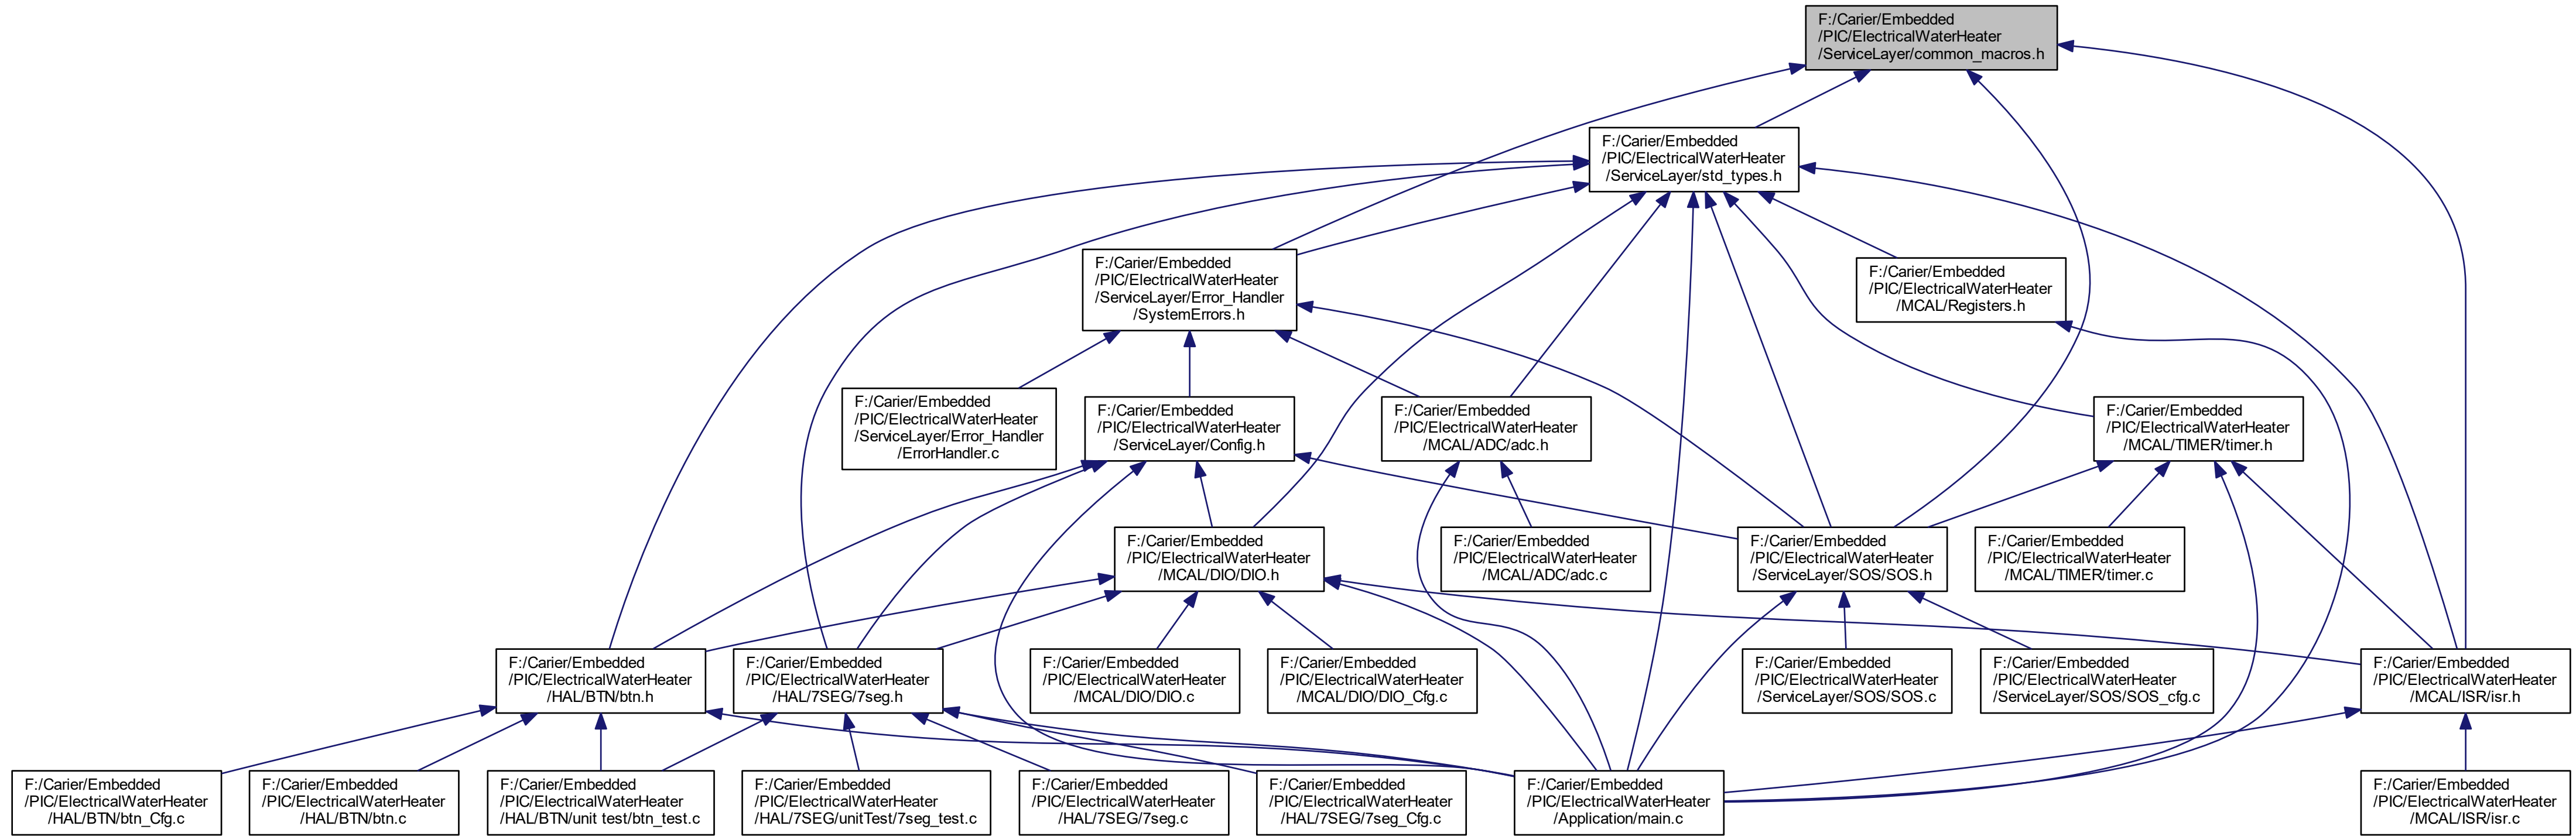 F:/Carier/Embedded
/PIC/ElectricalWaterHeater
/ServiceLayer/common_macros.h
F:/Carier/Embedded
/PIC/ElectricalWaterHeater
/ServiceLayer/std_types.h
F:/Carier/Embedded
/PIC/ElectricalWaterHeater
/ServiceLayer/Error_Handler
/SystemErrors.h
F:/Carier/Embedded
/PIC/ElectricalWaterHeater
/MCAL/Registers.h
F:/Carier/Embedded
/PIC/ElectricalWaterHeater
/ServiceLayer/Error_Handler
/ErrorHandler.c
F:/Carier/Embedded
/PIC/ElectricalWaterHeater
/ServiceLayer/Config.h
F:/Carier/Embedded
/PIC/ElectricalWaterHeater
/MCAL/ADC/adc.h
F:/Carier/Embedded
/PIC/ElectricalWaterHeater
/MCAL/TIMER/timer.h
F:/Carier/Embedded
/PIC/ElectricalWaterHeater
/MCAL/DIO/DIO.h
F:/Carier/Embedded
/PIC/ElectricalWaterHeater
/MCAL/ADC/adc.c
F:/Carier/Embedded
/PIC/ElectricalWaterHeater
/ServiceLayer/SOS/SOS.h
F:/Carier/Embedded
/PIC/ElectricalWaterHeater
/MCAL/TIMER/timer.c
F:/Carier/Embedded
/PIC/ElectricalWaterHeater
/HAL/BTN/btn.h
F:/Carier/Embedded
/PIC/ElectricalWaterHeater
/HAL/7SEG/7seg.h
F:/Carier/Embedded
/PIC/ElectricalWaterHeater
/MCAL/DIO/DIO.c
F:/Carier/Embedded
/PIC/ElectricalWaterHeater
/MCAL/DIO/DIO_Cfg.c
F:/Carier/Embedded
/PIC/ElectricalWaterHeater
/ServiceLayer/SOS/SOS.c
F:/Carier/Embedded
/PIC/ElectricalWaterHeater
/ServiceLayer/SOS/SOS_cfg.c
F:/Carier/Embedded
/PIC/ElectricalWaterHeater
/MCAL/ISR/isr.h
F:/Carier/Embedded
/PIC/ElectricalWaterHeater
/HAL/BTN/btn_Cfg.c
F:/Carier/Embedded
/PIC/ElectricalWaterHeater
/HAL/BTN/btn.c
F:/Carier/Embedded
/PIC/ElectricalWaterHeater
/HAL/BTN/unit test/btn_test.c
F:/Carier/Embedded
/PIC/ElectricalWaterHeater
/HAL/7SEG/unitTest/7seg_test.c
F:/Carier/Embedded
/PIC/ElectricalWaterHeater
/HAL/7SEG/7seg.c
F:/Carier/Embedded
/PIC/ElectricalWaterHeater
/HAL/7SEG/7seg_Cfg.c
F:/Carier/Embedded
/PIC/ElectricalWaterHeater
/Application/main.c
F:/Carier/Embedded
/PIC/ElectricalWaterHeater
/MCAL/ISR/isr.c